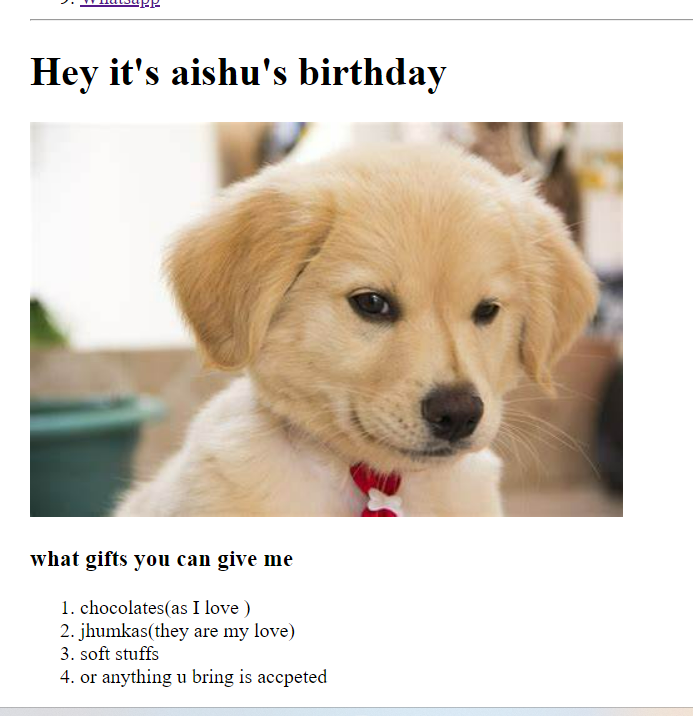 9. Whatsapp
Hey it's aishu's birthday
what gifts you can give me
1. chocolates(as I love )
2. jhumkas(they are my love)
3. soft stuffs
4. or anything u bring is accpeted